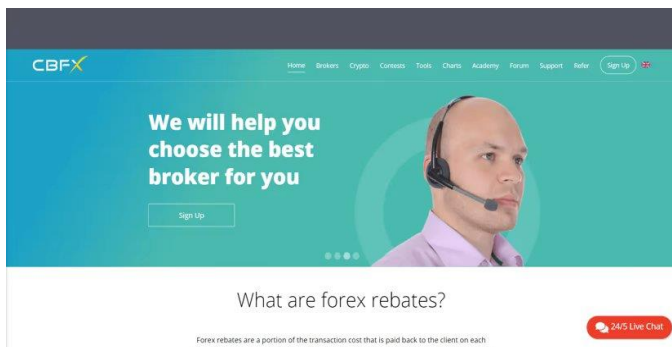 CBFX
Home Brokers Crypto Contests Tools Charts Academy Forum Support Refer Sign Up
We will help you
choose the best
broker for you
Sign Up
What are forex rebates?
Forex rebates are a portion of the transaction cost that is paid back to the client on each
24/5 Live Chat